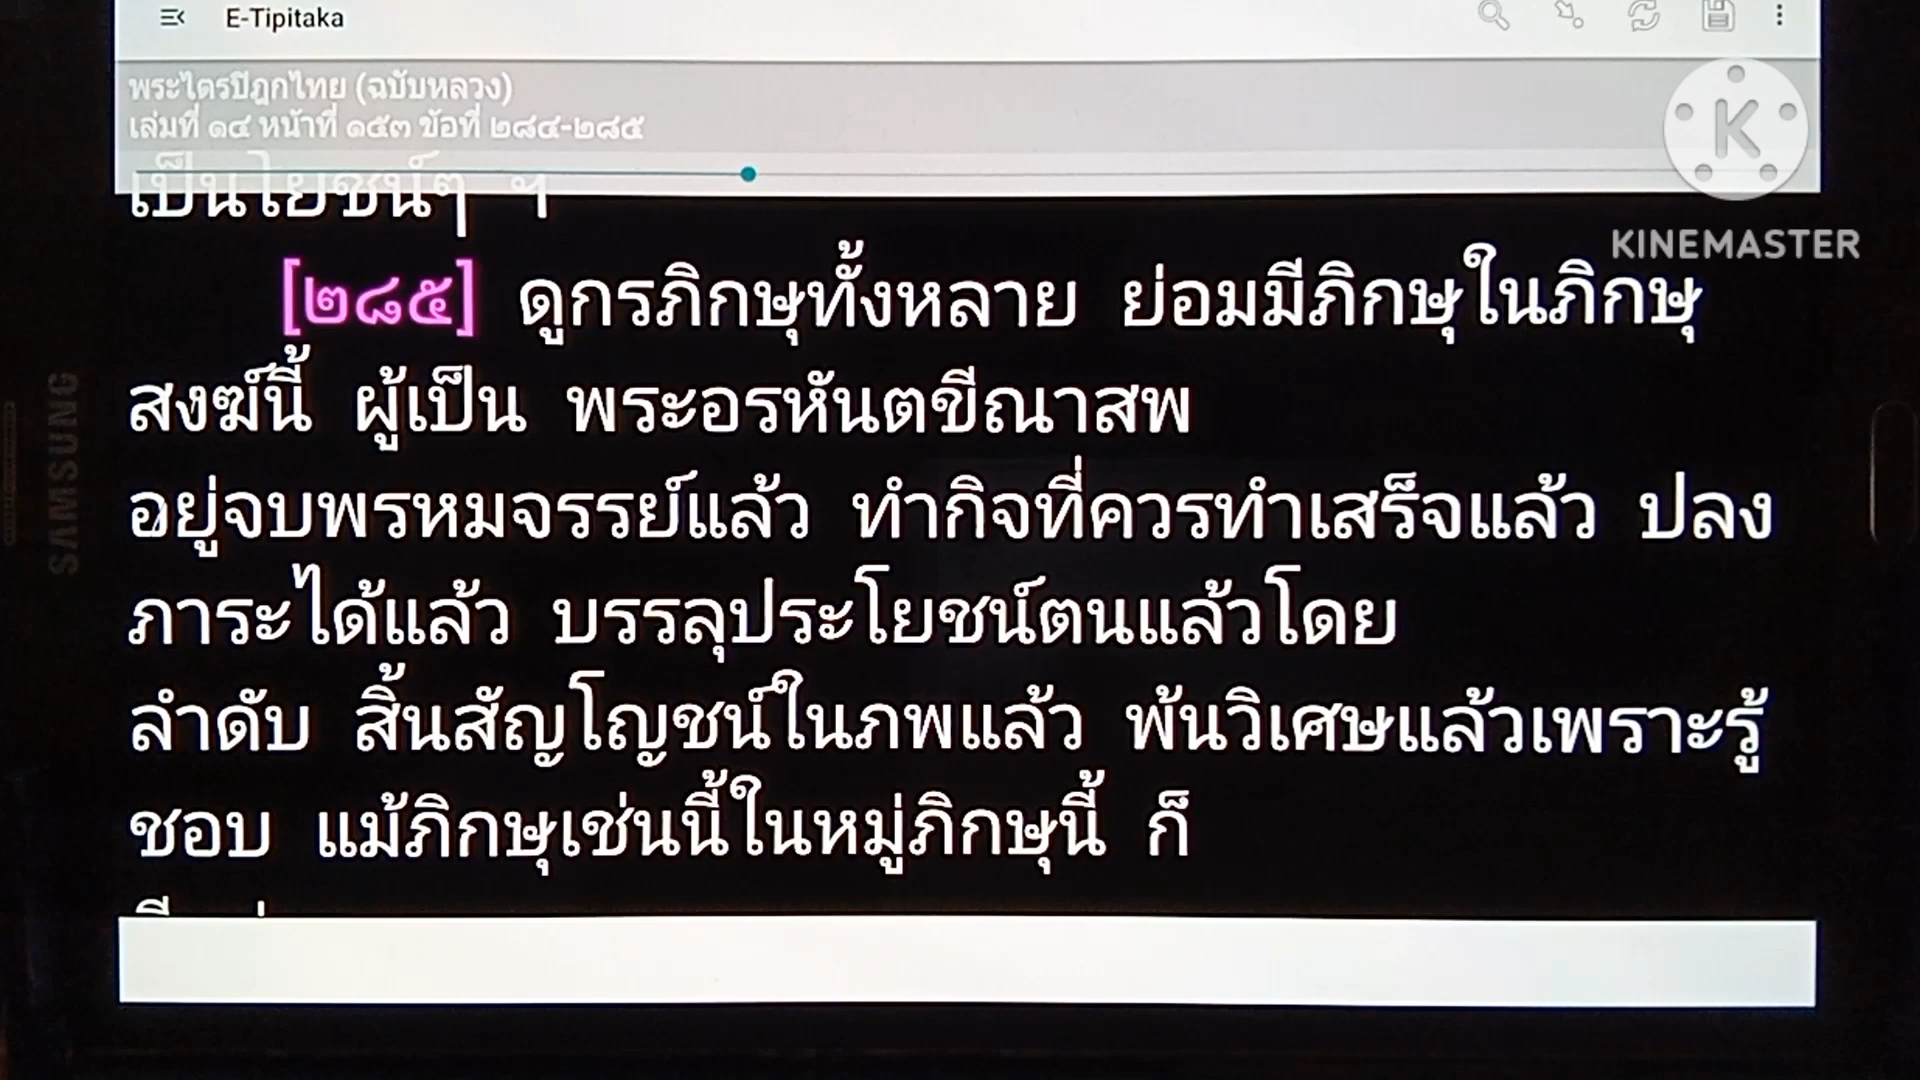 E-Tipitaka
พระไตรปิฎกไทย (ฉบับหลวง)
เล่มที่ ๑๔ หน้าที่ ๑๕๓ ข้อที่ ๒๘๔-๒๘๕
เป็นโยชน์ๆ ฯ
[๒๘๕] ดูกรภิกษุทั้งหลาย ย่อมมีภิกษุในภิกษุ
สงฆ์นี้ ผู้เป็น พระอรหันตขีณาสพ
อยู่จบพรหมจรรย์แล้ว ทำกิจที่ควรทำเสร็จแล้ว ปลง
ภาระได้แล้ว บรรลุประโยชน์ตนแล้วโดย
ลำดับ สิ้นสัญโญชน์ในภพแล้ว พ้นวิเศษแล้วเพราะรู้
ชอบ แม้ภิกษุเช่นนี้ในหมู่ภิกษุนี้ ก็
K
KINEMASTER
SAMSUNG